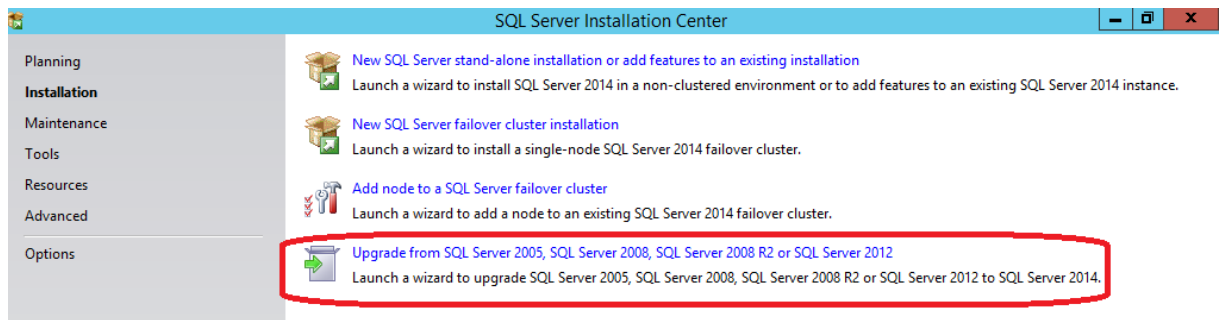 SQL Server Installation Center
Planning
Installation
Maintenance
Tools
Resources
Advanced
Options
New SQL Server stand-alone installation or add features to an existing installation
Launch a wizard to install SQL Server 2014 in a non-clustered environment or to add features to an existing SQL Server 2014 instance.
New SQL Server failover cluster installation
Launch a wizard to install a single-node SQL Server 2014 failover cluster.
Add node to a SQL Server failover cluster
Launch a wizard to add a node to an existing SQL Server 2014 failover cluster.
Upgrade from SQL Server 2005, SQL Server 2008, SQL Server 2008 R2 or SQL Server 2012
Launch a wizard to upgrade SQL Server 2005, SQL Server 2008, SQL Server 2008 R2 or SQL Server 2012 to SQL Server 2014.